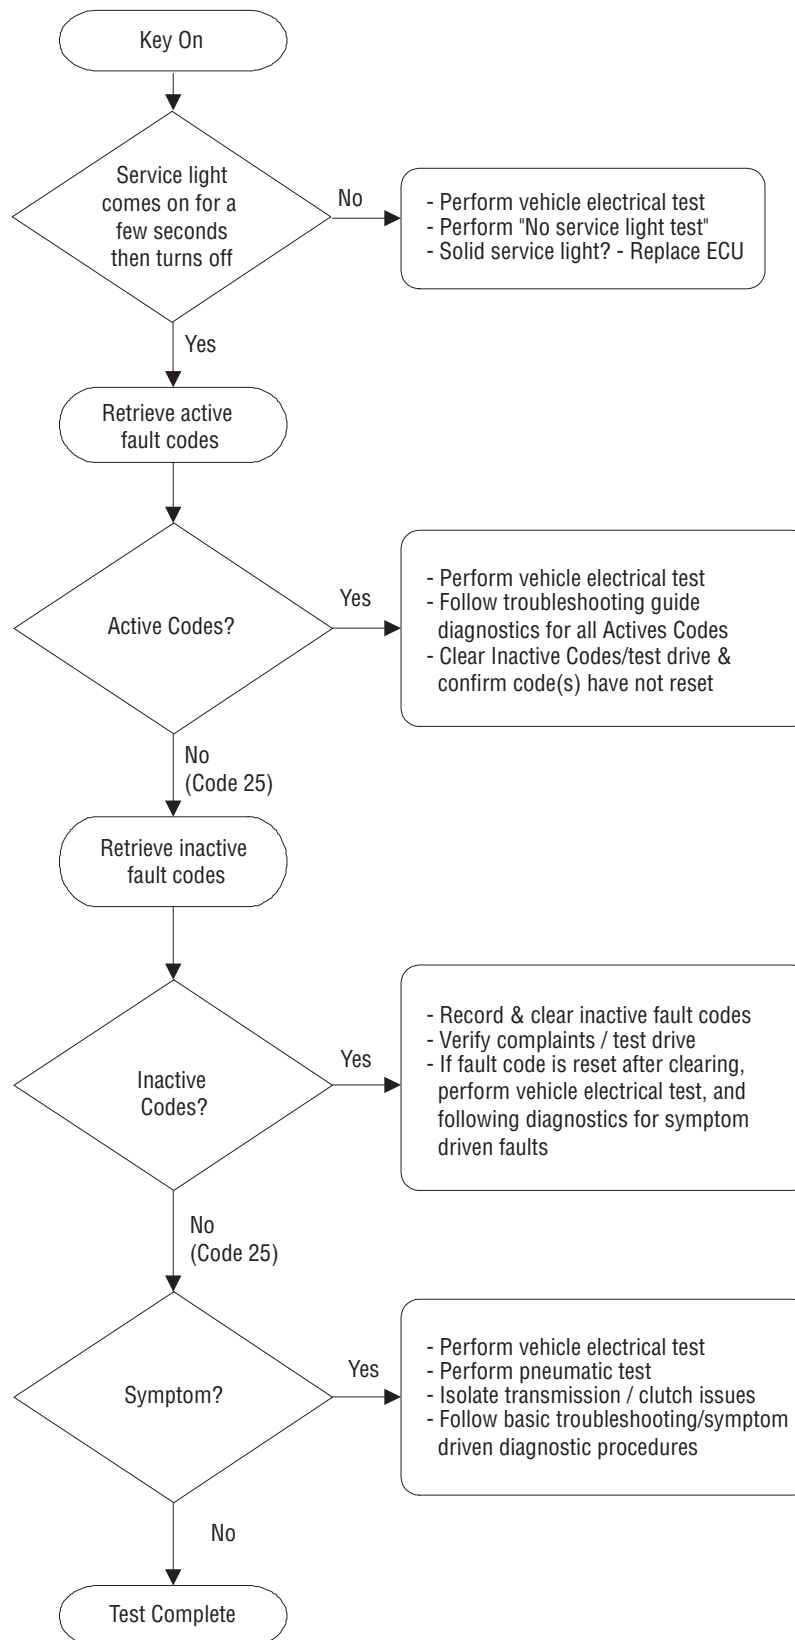 Key On
Service light
comes on for a
few seconds
then turns off
No
- Perform vehicle electrical test
- Perform "No service light test"
- Solid service light? - Replace ECU
Yes
Retrieve active
fault codes
Active Codes?
Yes
- Perform vehicle electrical test
- Follow troubleshooting guide
diagnostics for all Actives Codes
- Clear Inactive Codes/test drive &
confirm code(s) have not reset
No
(Code 25)
Retrieve inactive
fault codes
Inactive
Codes?
Yes
- Record & clear inactive fault codes
- Verify complaints / test drive
- If fault code is reset after clearing,
perform vehicle electrical test, and
following diagnostics for symptom
driven faults
No
(Code 25)
Symptom?
Yes
- Perform vehicle electrical test
- Perform pneumatic test
- Isolate transmission / clutch issues
- Follow basic troubleshooting/symptom
driven diagnostic procedures
No
Test Complete